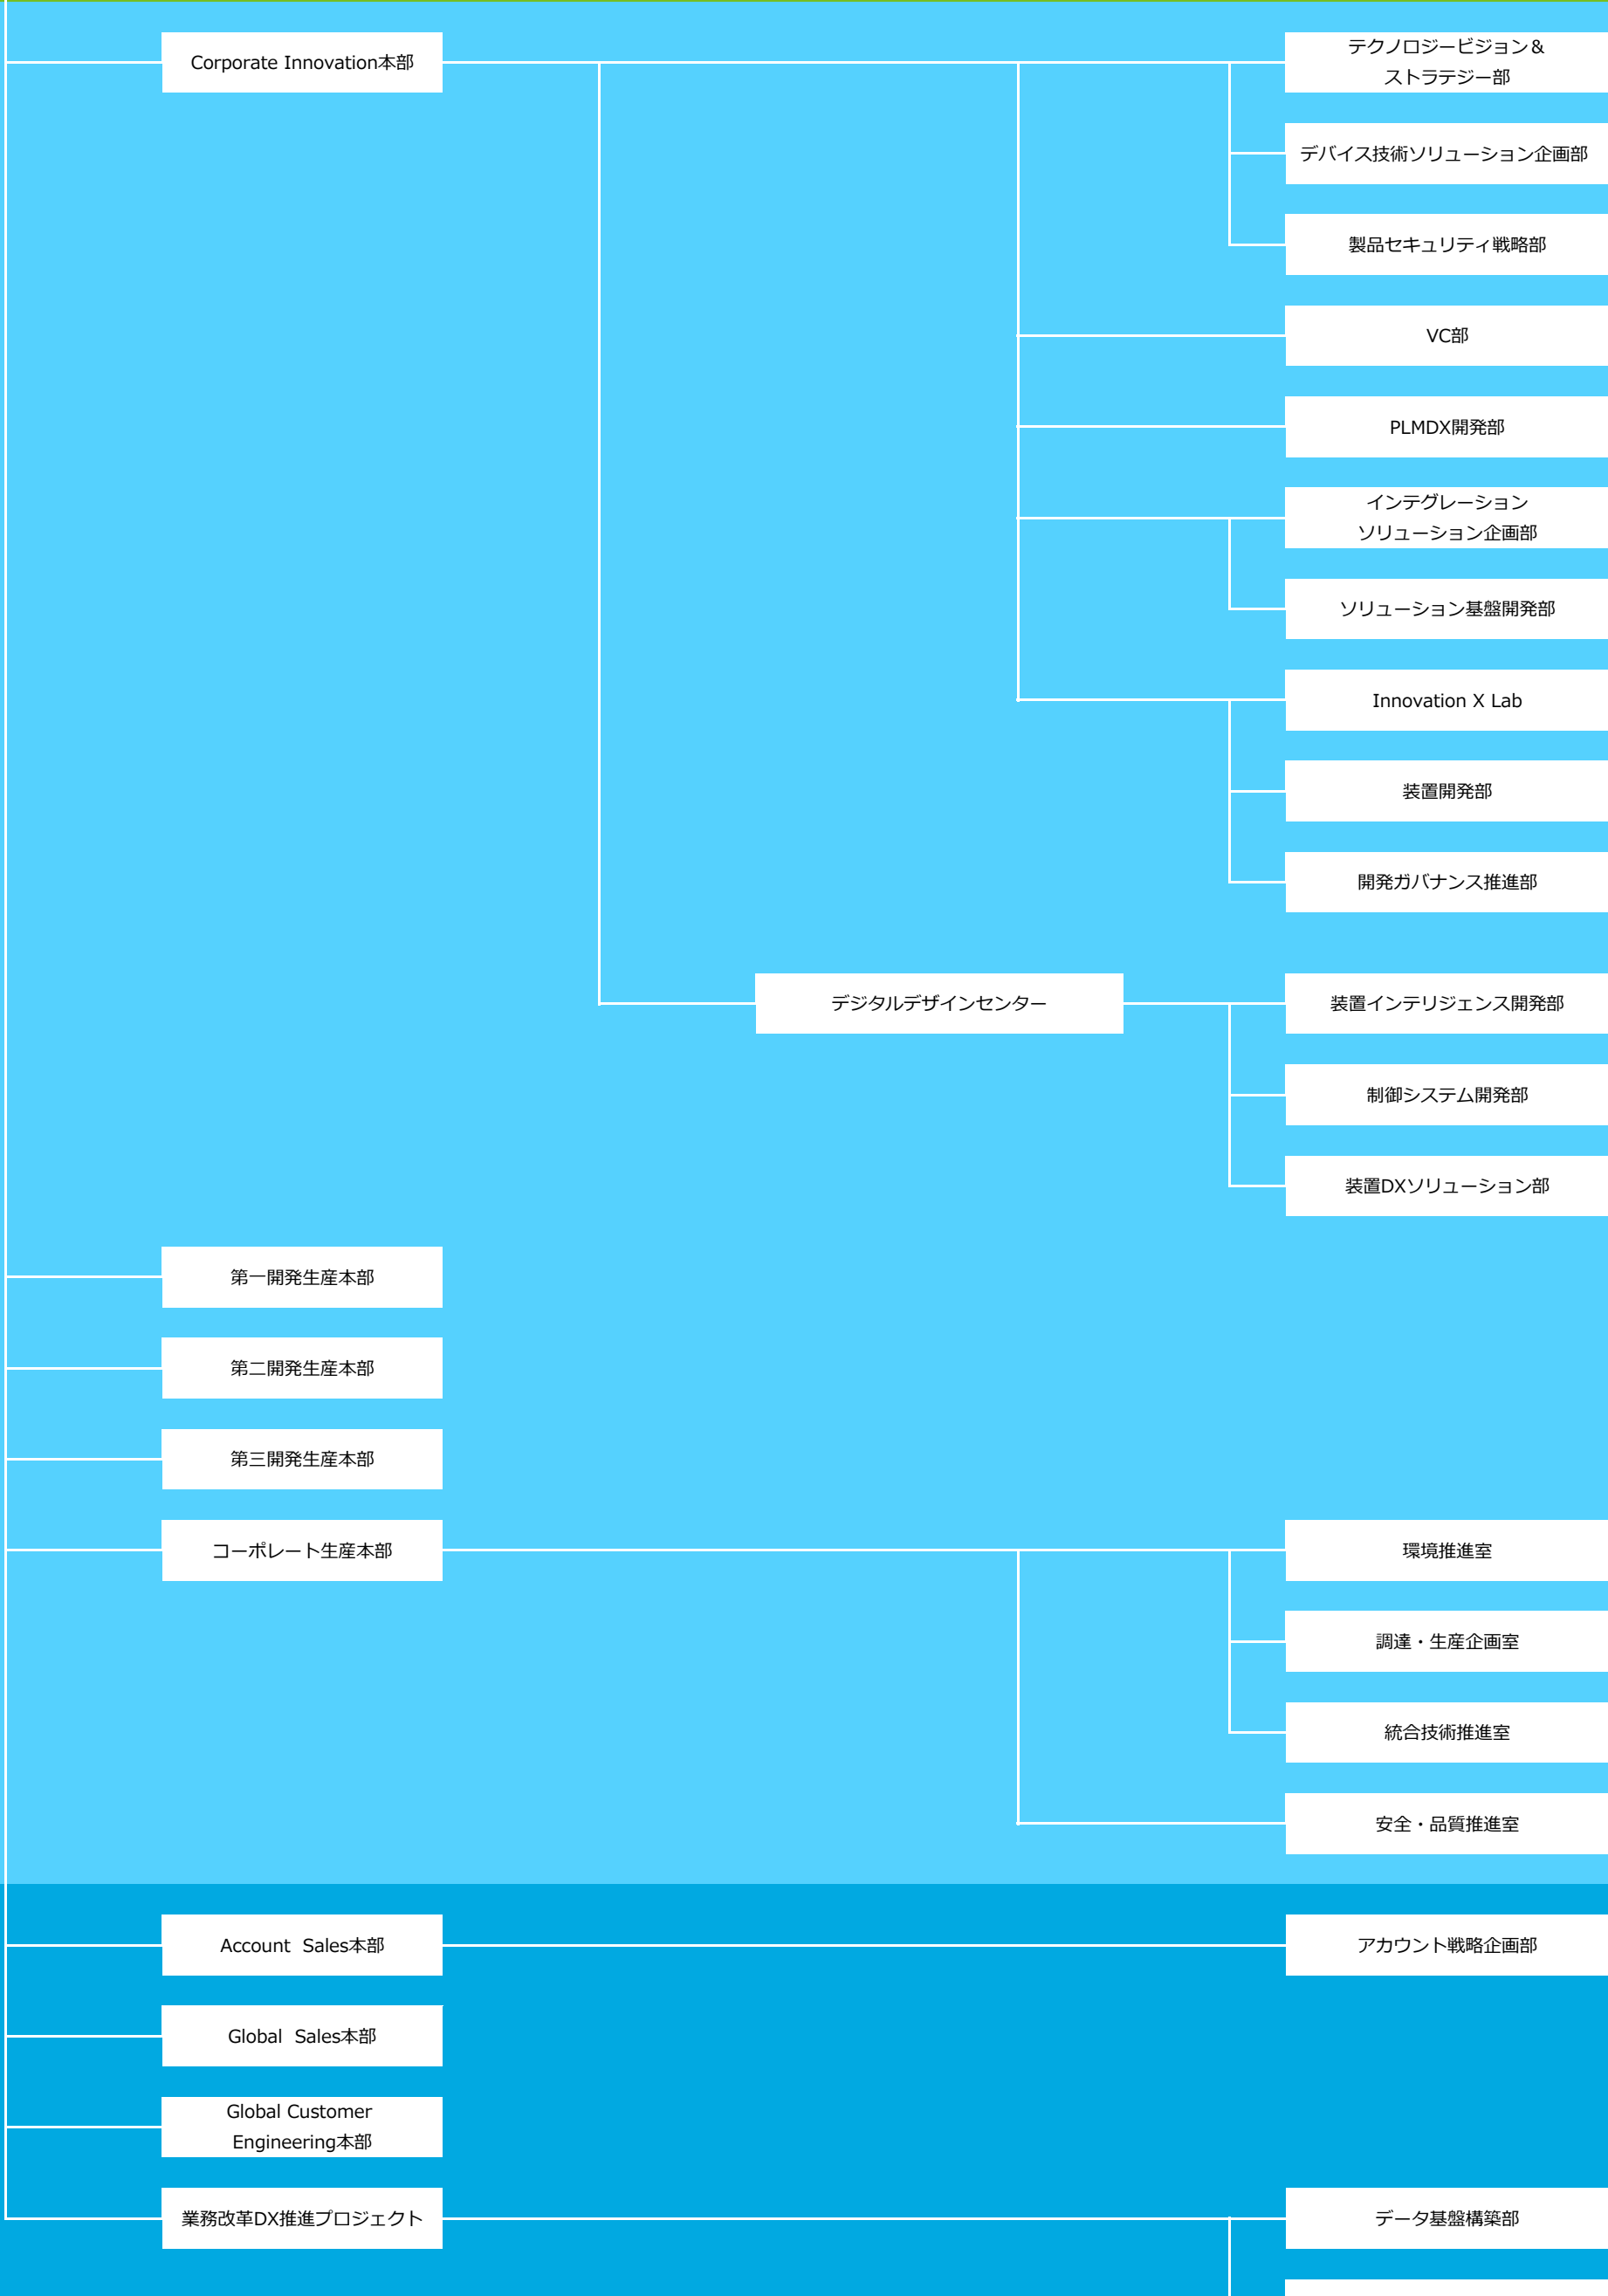 Corporate Innovation本部
テクノロジービジョン＆
ストラテジー部
デバイス技術ソリューション企画部
製品セキュリティ戦略部
VC部
PLMDX開発部
インテグレーション
ソリューション企画部
ソリューション基盤開発部
Innovation X Lab
装置開発部
開発ガバナンス推進部
デジタルデザインセンター
装置インテリジェンス開発部
制御システム開発部
装置DXソリューション部
第一開発生産本部
第二開発生産本部
第三開発生産本部
コーポレート生産本部
環境推進室
調達・生産企画室
統合技術推進室
安全・品質推進室
Account Sales本部
アカウント戦略企画部
Global Sales本部
Global Customer
Engineering本部
業務改革DX推進プロジェクト
データ基盤構築部